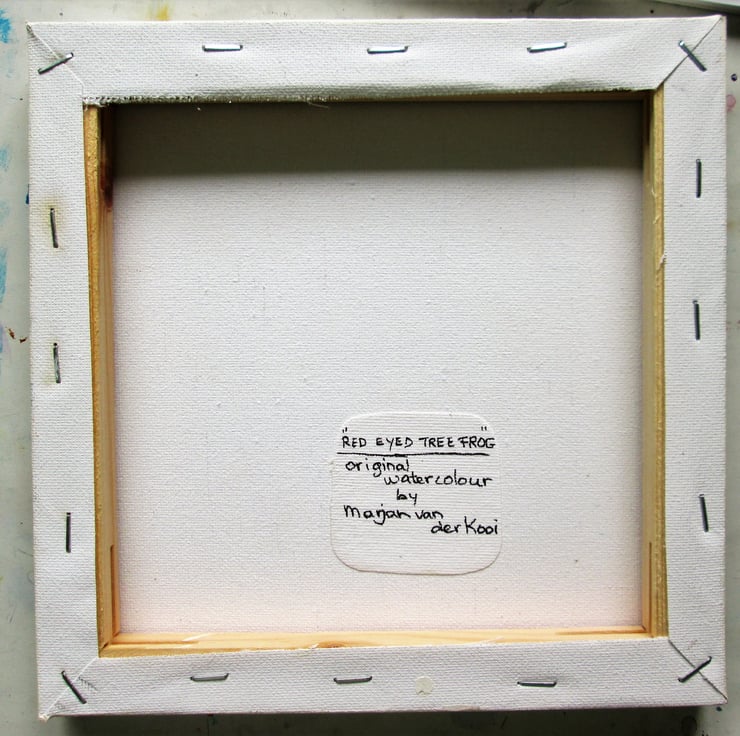 "RED EYED TREE FROG"
original
watercolour
by
Marjan van
der Kooi